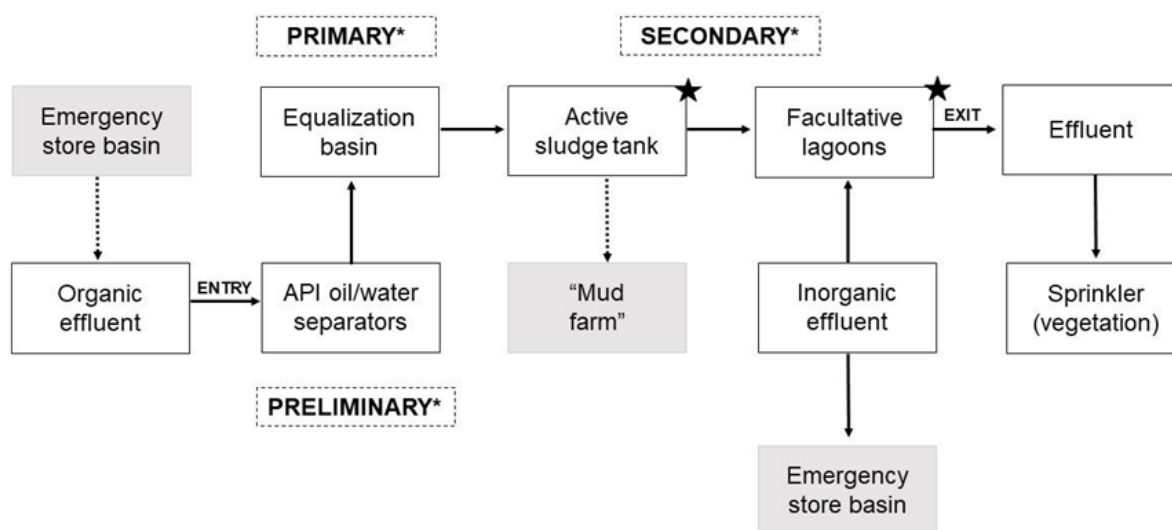 PRIMARY*
SECONDARY*
Emergency
store basin
Equalization
basin
Active
sludge tank
Facultative
lagoons
EXIT
Effluent
Organic
effluent
ENTRY
API oil/water
separators
“Mud
farm”
Inorganic
effluent
Sprinkler
(vegetation)
PRELIMINARY*
Emergency
store basin